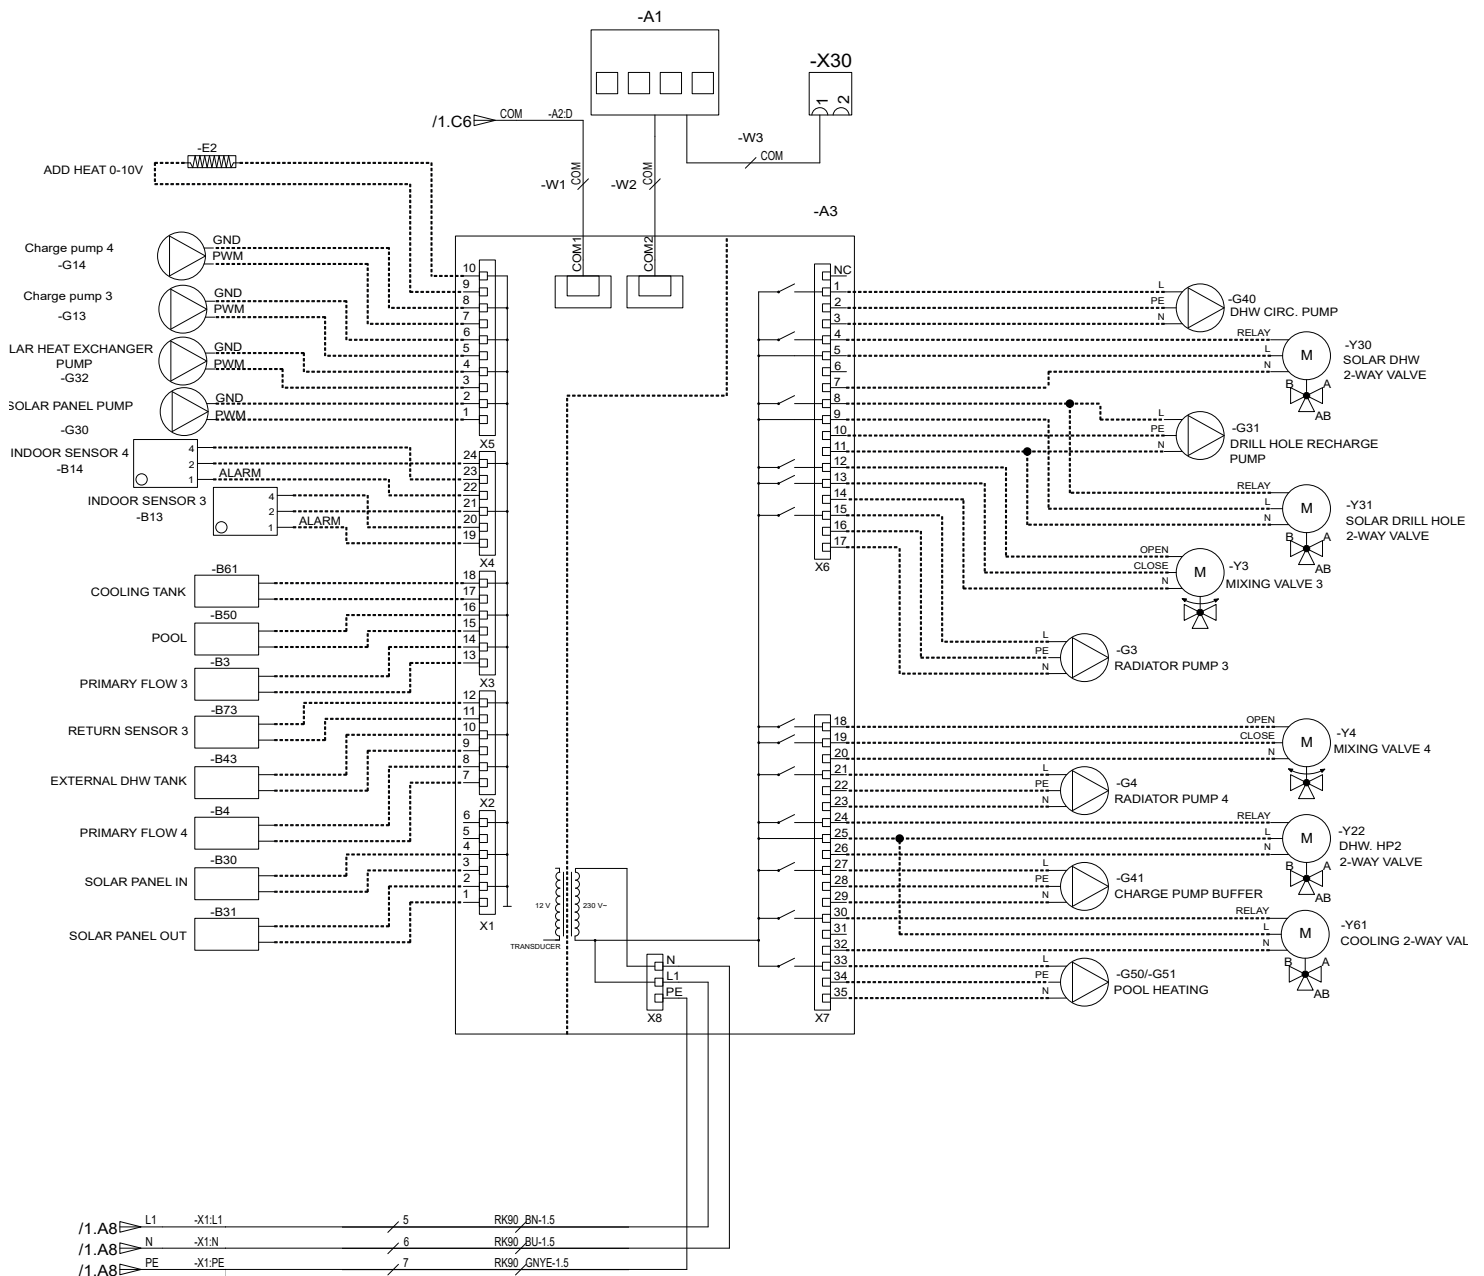 -A1
-X30
1
2
/1.C6
COM
-A2:D
-W3
COM
-E2
ADD HEAT 0-10V
-W1
COM
-W2
COM
-A3
Charge pump 4
-G14
GND
PWM
COM1
COM2
Charge pump 3
-G13
GND
PWM
LAR HEAT EXCHANGER
PUMP
-G32
GND
PWM
SOLAR PANEL PUMP
-G30
GND
PWM
10
9
8
7
6
5
4
3
2
1
X5
INDOOR SENSOR 4
-B14
4
2
1
ALARM
INDOOR SENSOR 3
-B13
4
2
1
ALARM
24
23
22
21
20
19
X4
COOLING TANK
-B61
POOL
-B50
PRIMARY FLOW 3
-B3
18
17
16
15
14
13
X3
RETURN SENSOR 3
-B73
EXTERNAL DHW TANK
-B43
PRIMARY FLOW 4
-B4
12
11
10
9
8
7
X2
SOLAR PANEL IN
-B30
SOLAR PANEL OUT
-B31
6
5
4
3
2
1
X1
12 V
230 V~
TRANSDUCER
N
L1
PE
X8
NC
1
2
3
4
5
6
7
8
9
10
11
12
13
14
15
16
17
X6
L
PE
N
-G40
DHW CIRC. PUMP
RELAY
L
N
M
B
A
AB
-Y30
SOLAR DHW
2-WAY VALVE
L
PE
N
-G31
DRILL HOLE RECHARGE
PUMP
RELAY
L
N
M
B
A
AB
-Y31
SOLAR DRILL HOLE
2-WAY VALVE
OPEN
CLOSE
N
M
-Y3
MIXING VALVE 3
L
PE
N
-G3
RADIATOR PUMP 3
18
19
20
21
22
23
24
25
26
27
28
29
30
31
32
33
34
35
X7
OPEN
CLOSE
N
M
-Y4
MIXING VALVE 4
L
PE
N
-G4
RADIATOR PUMP 4
RELAY
L
N
M
B
A
AB
-Y22
DHW. HP2
2-WAY VALVE
L
PE
N
-G41
CHARGE PUMP BUFFER
RELAY
L
N
M
B
A
AB
-Y61
COOLING 2-WAY VAL
L
PE
N
-G50/-G51
POOL HEATING
/1.A8
L1
-X1:L1
5
RK90
BN-1.5
/1.A8
N
-X1:N
6
RK90
BU-1.5
/1.A8
PE
-X1:PE
7
RK90
GNYE-1.5